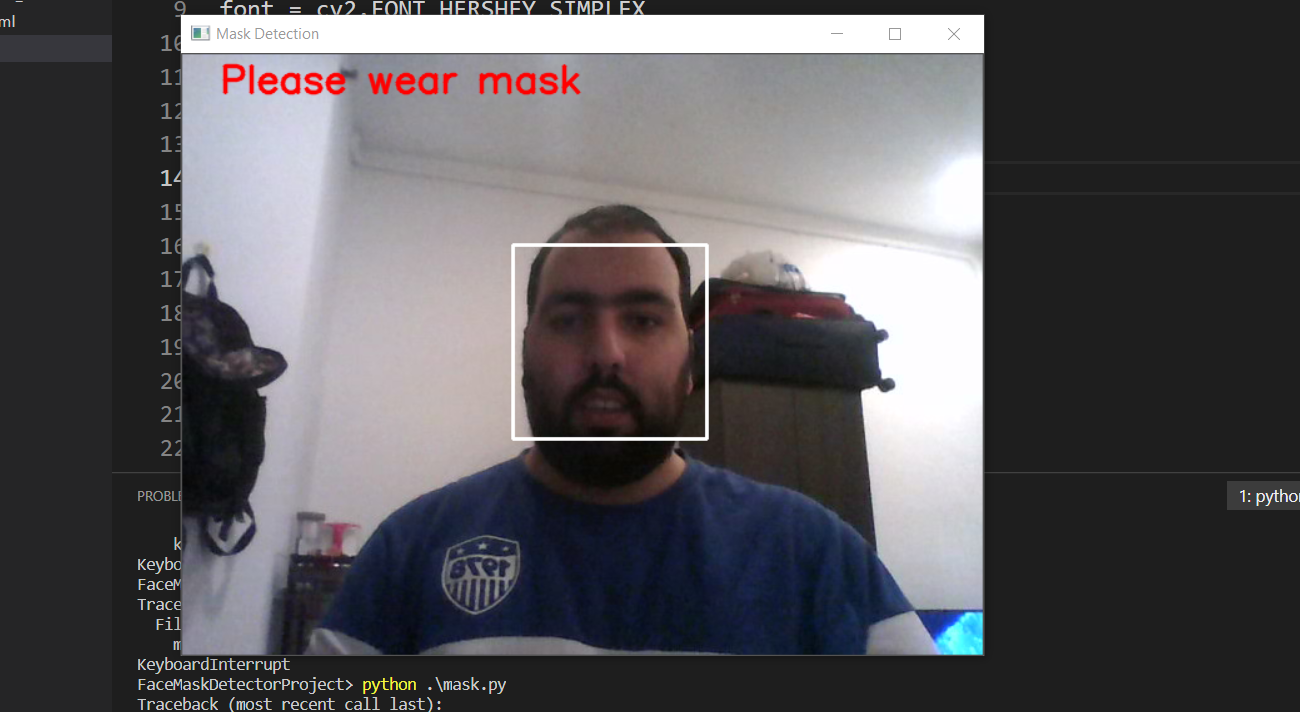 ml
9 font = cv2.FONT_HERSHEY_SIMPLEX
Mask Detection
Please wear mask
10
11
12
13
14
15
16
17
18
19
20
21
22
1978
PROBLE
1: pytho
k
Keybo
FaceM
Trace
Fil
m
KeyboardInterrupt
FaceMaskDetectorProject> python .\mask.py
Traceback (most recent call last):